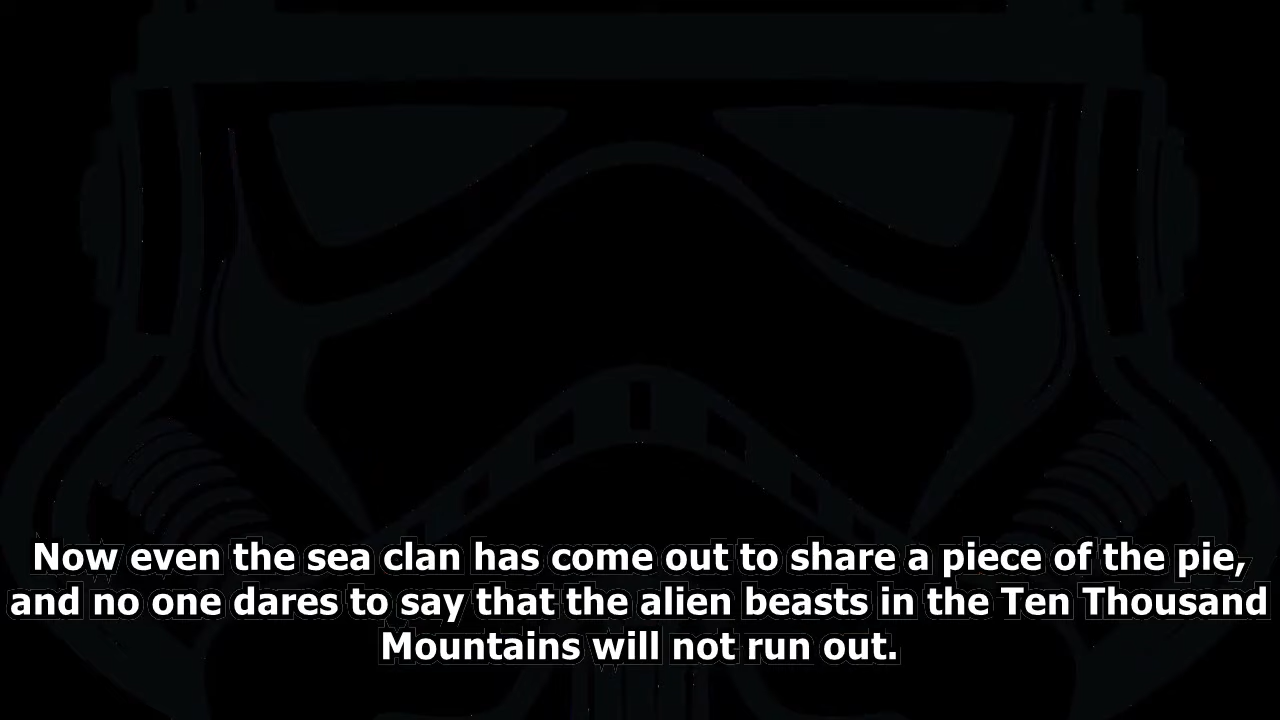 Now even the sea clan has come out to share a piece of the pie,
and no one dares to say that the alien beasts in the Ten Thousand
Mountains will not run out.